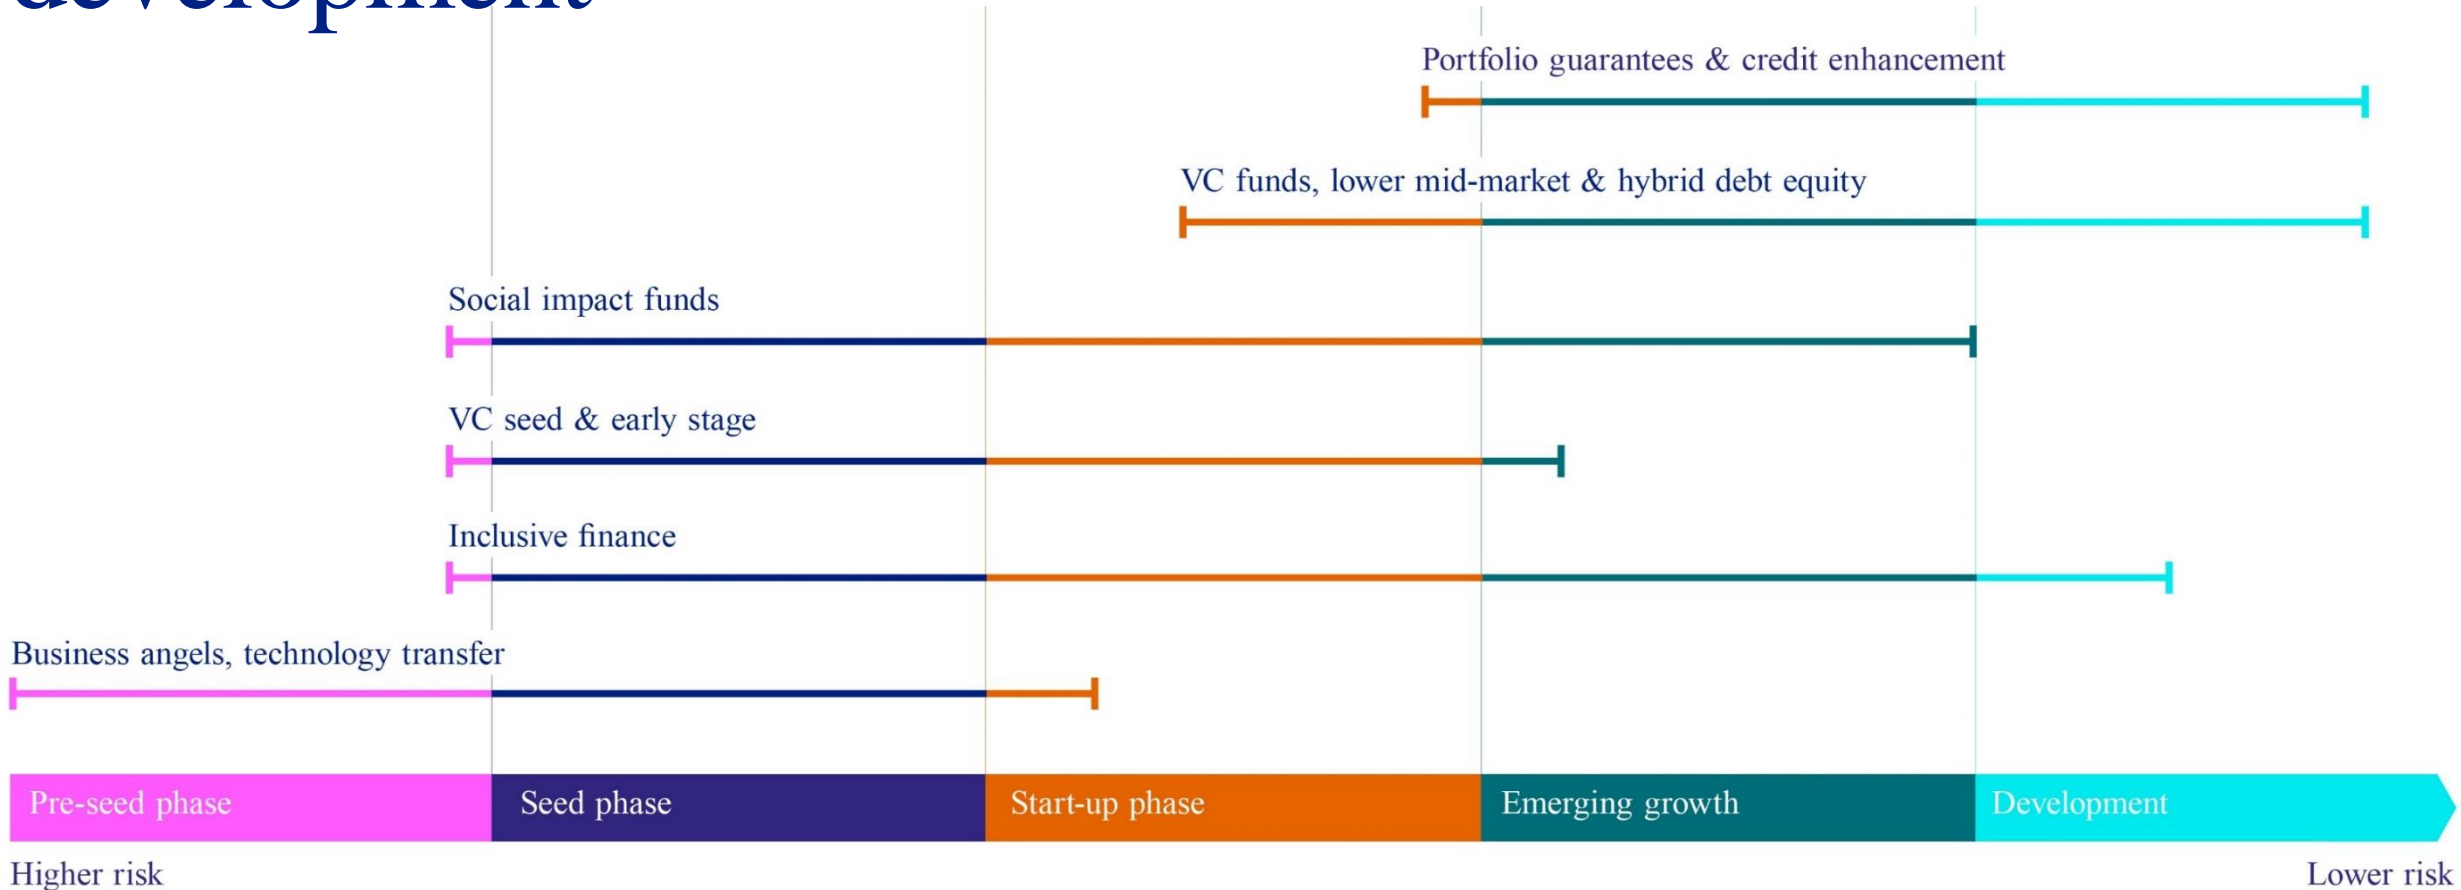 development
Portfolio guarantees & credit enhancement
VC funds, lower mid-market & hybrid debt equity
Social impact funds
VC seed & early stage
Inclusive finance
Business angels, technology transfer
Pre-seed phase
Seed phase
Start-up phase
Emerging growth
Development
Higher risk
Lower risk